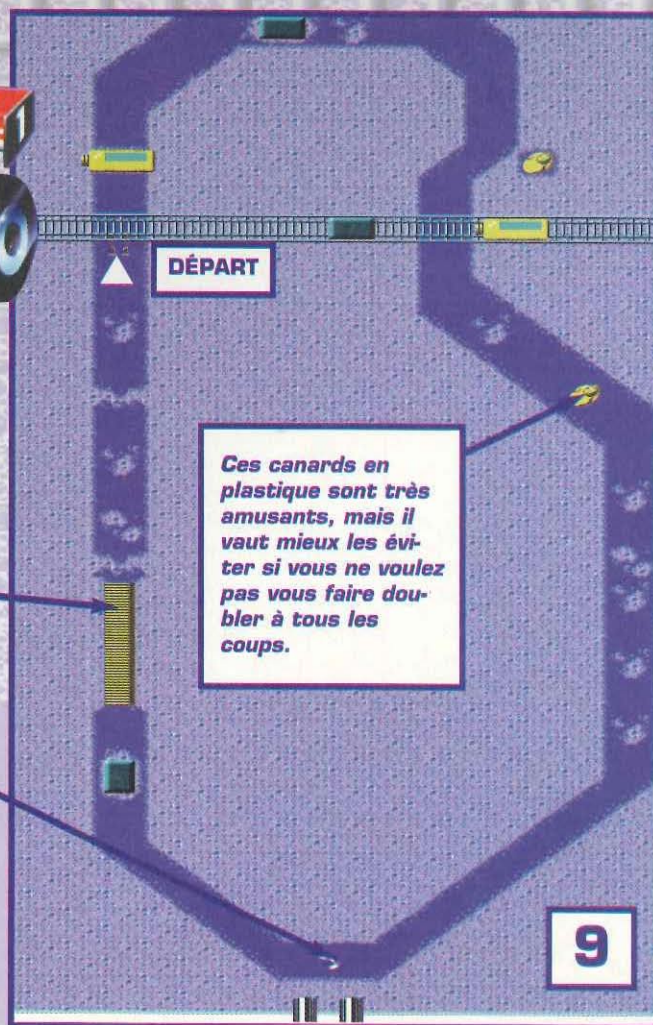 DÉPART
Ces canards en
plastique sont très
amusants, mais il
vaut mieux les évi-
ter si vous ne voulez
pas vous faire dou-
bler à tous les
coups.
9